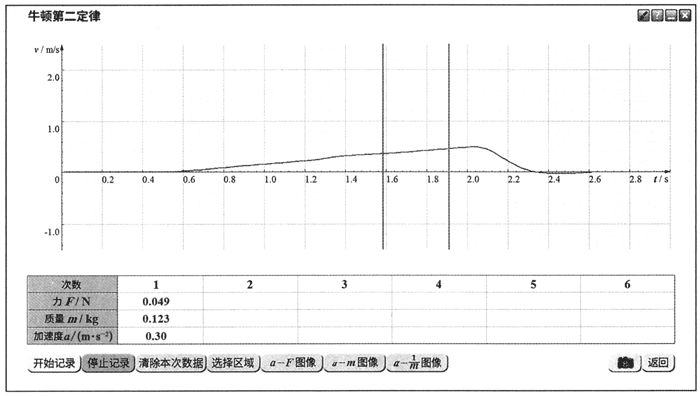 牛顿第二定律
v / m/s
2.0
1.0
0
0.2 0.4 0.6 0.8 1.0 1.2 1.4 1.6 1.8 2.0 2.2 2.4 2.6 2.8 t / s
-1.0
次数 1 2 3 4 5 6
力 F / N 0.049
质量 m / kg 0.123
加速度a/(m·s⁻²) 0.30
开始记录 停止记录 清除本次数据 选择区域 a-F 图像 a-m 图像 a-1/m 图像 返回